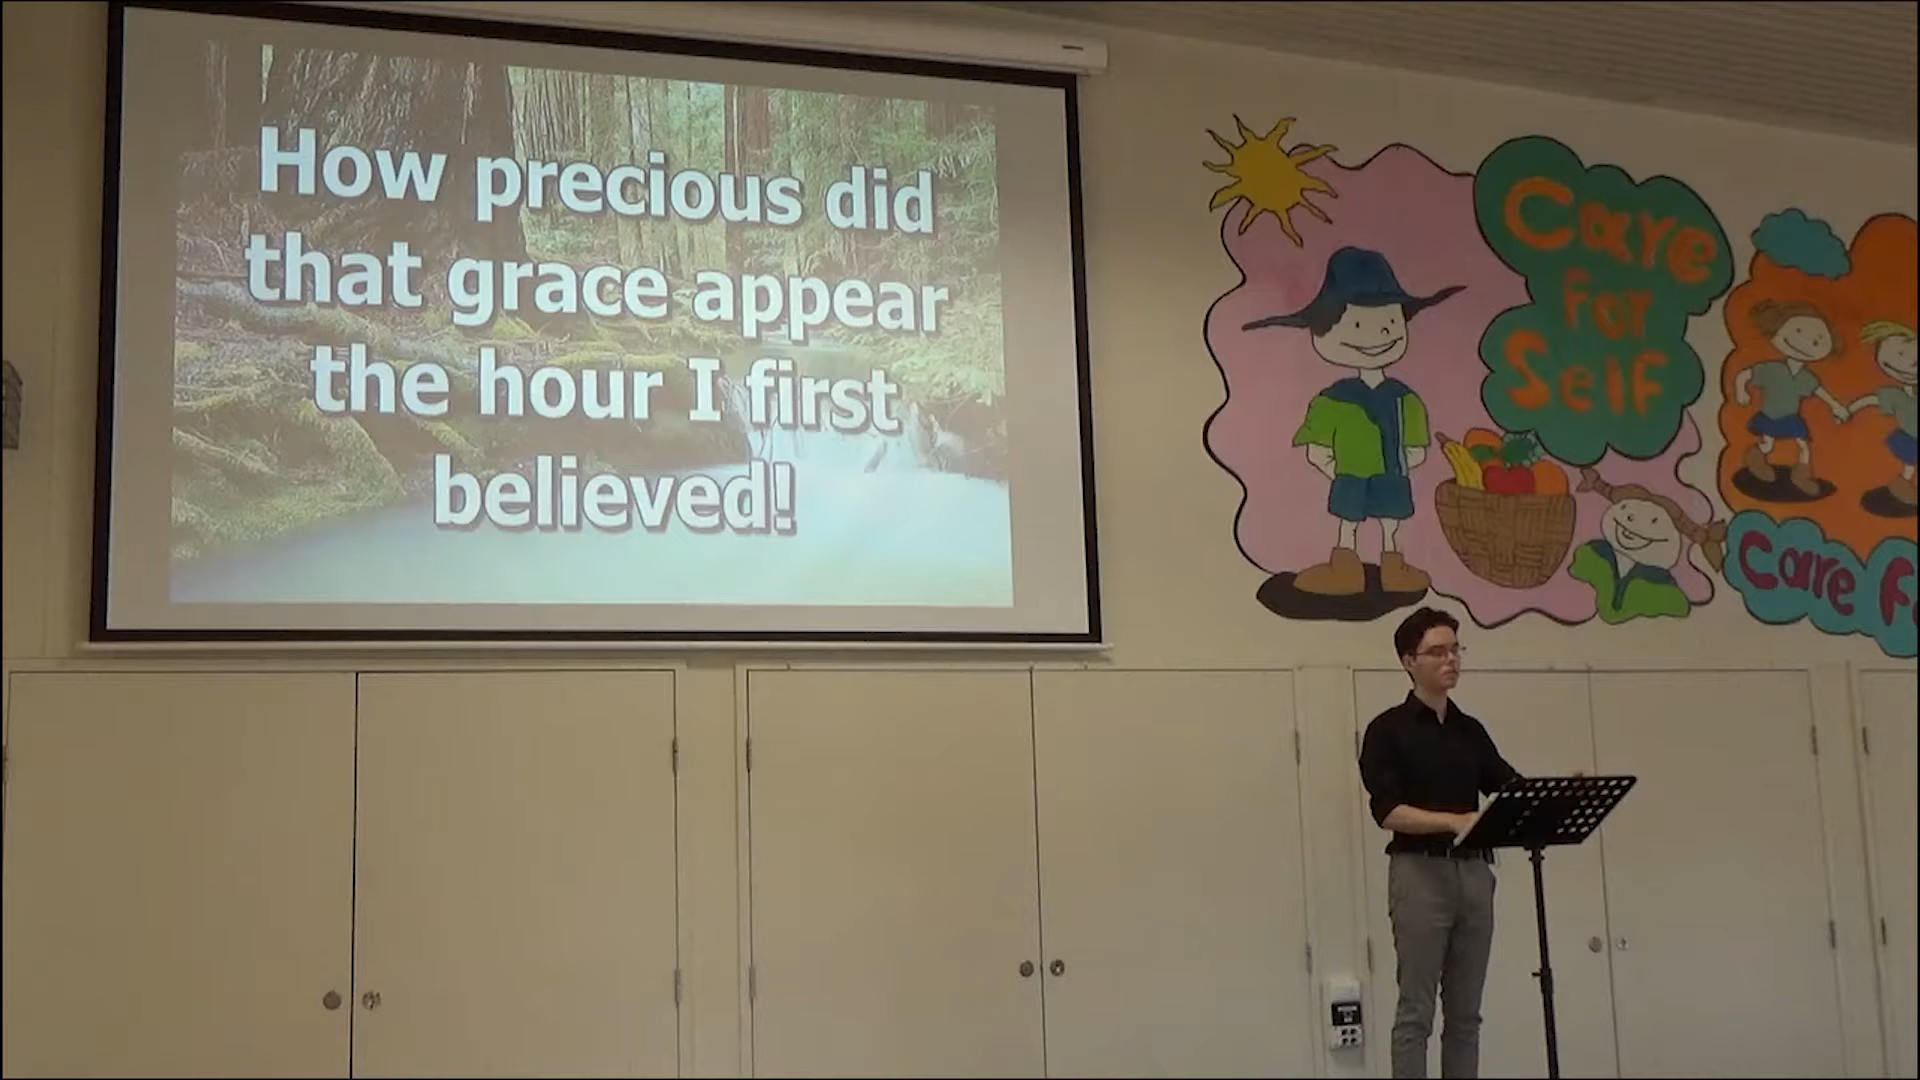 How precious did
that grace appear
the hour I first
believed!
Care
For
Self
Care